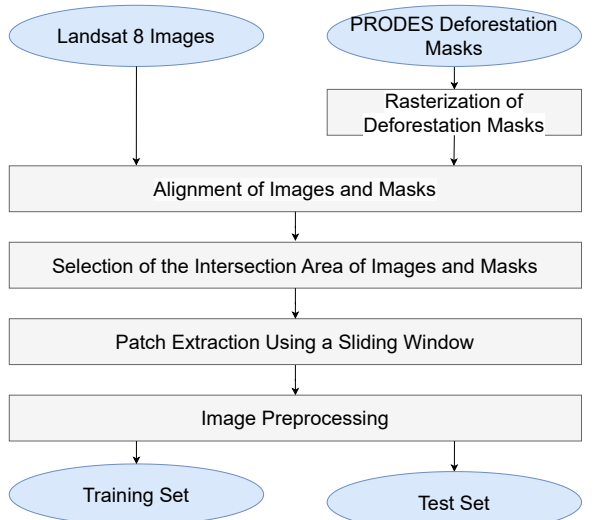 Landsat 8 Images
PRODES Deforestation
Masks
Rasterization of
Deforestation Masks
Alignment of Images and Masks
Selection of the Intersection Area of Images and Masks
Patch Extraction Using a Sliding Window
Image Preprocessing
Training Set
Test Set